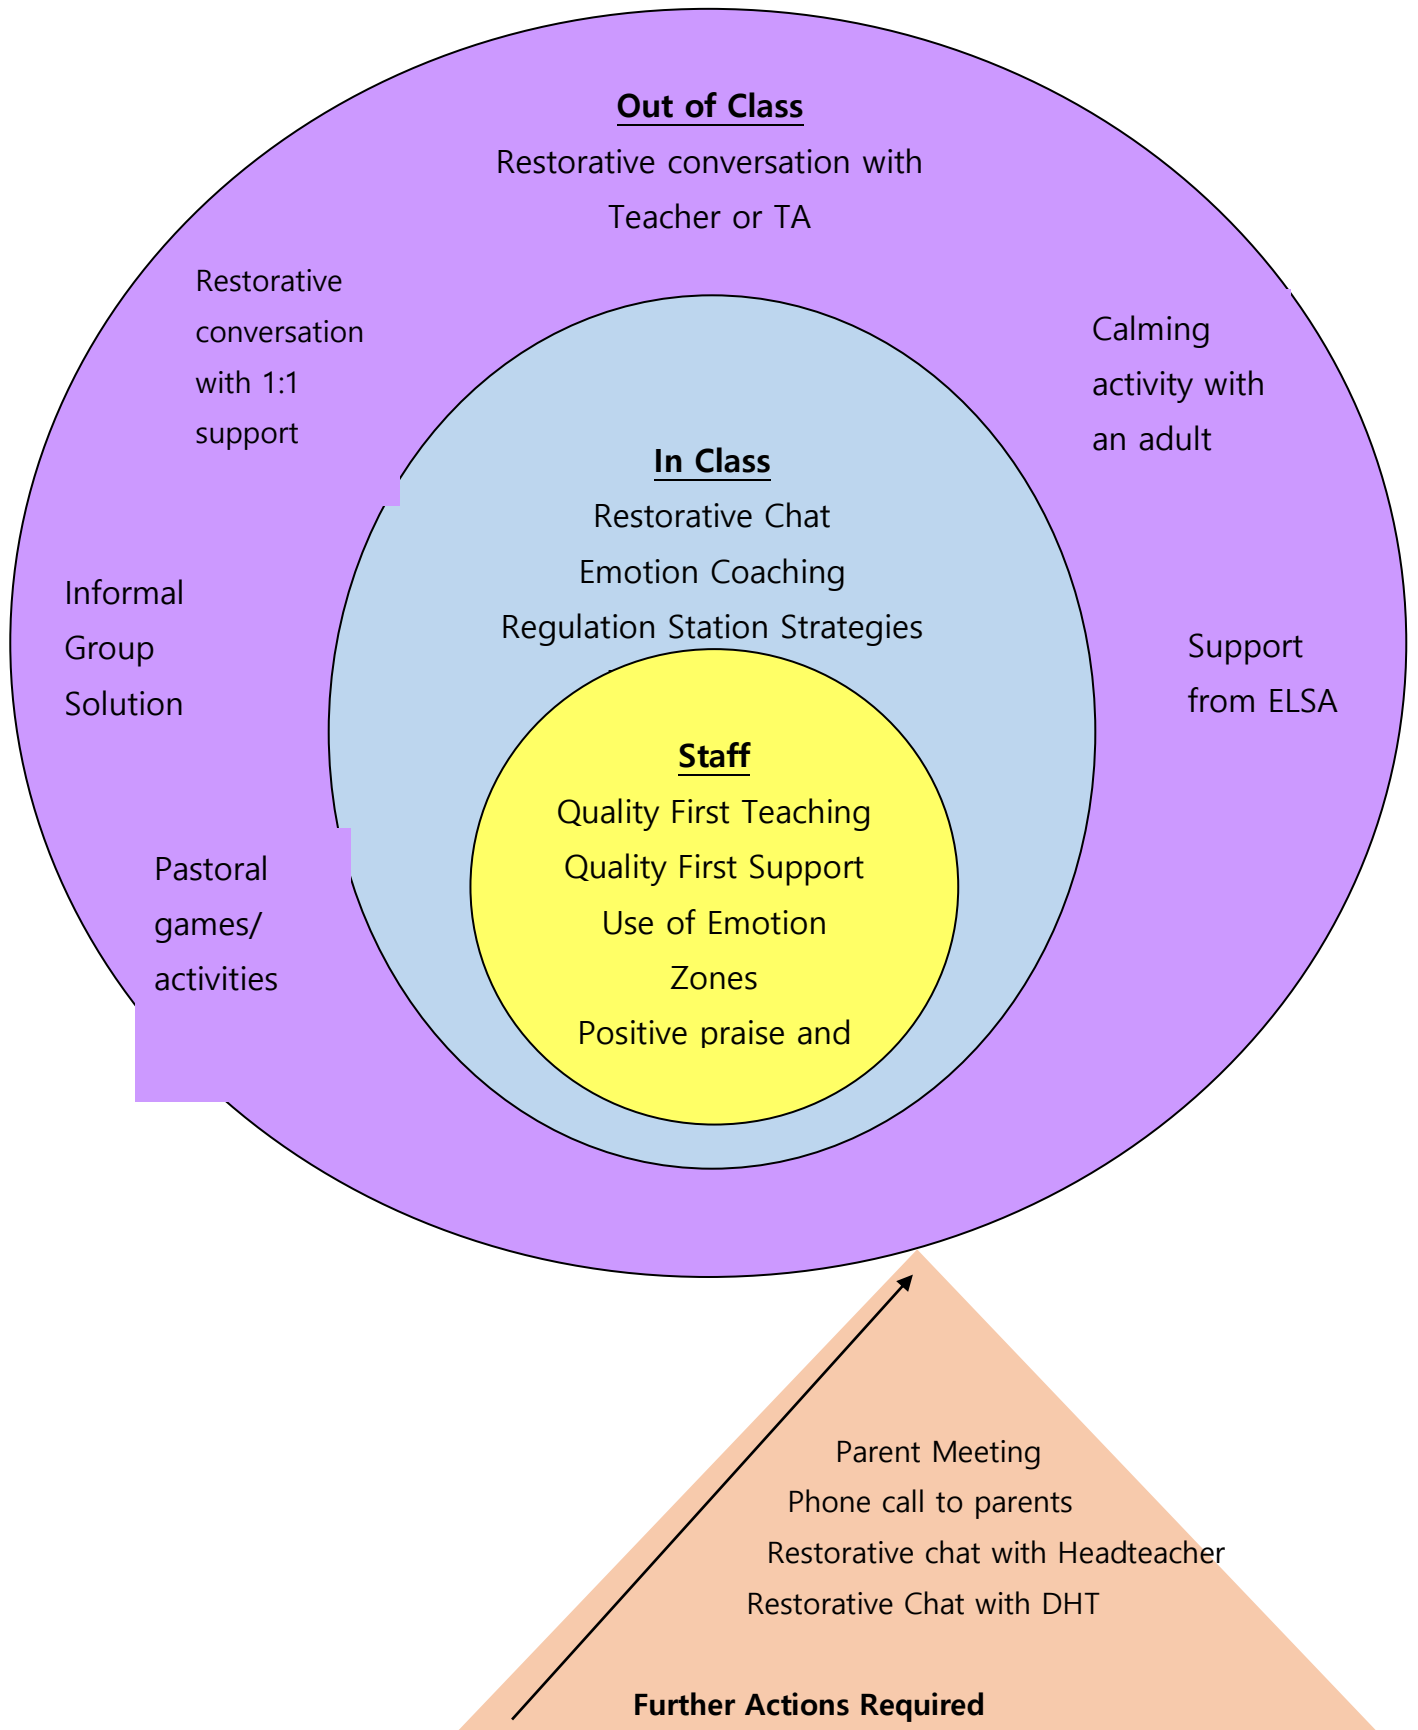 Out of Class
Restorative conversation with
Teacher or TA
Restorative
conversation
with 1:1
support
Calming
activity with
an adult
In Class
Restorative Chat
Emotion Coaching
Regulation Station Strategies
Informal
Group
Solution
Support
from ELSA
Staff
Quality First Teaching
Quality First Support
Use of Emotion
Zones
Positive praise and
Pastoral
games/
activities
Parent Meeting
Phone call to parents
Restorative chat with Headteacher
Restorative Chat with DHT
Further Actions Required